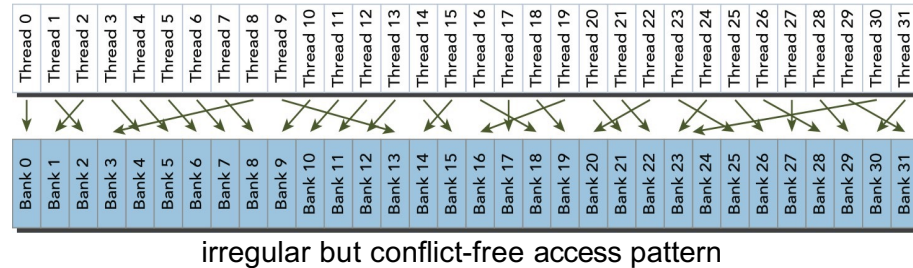 Thread 0 Thread 1 Thread 2 Thread 3 Thread 4 Thread 5 Thread 6 Thread 7 Thread 8 Thread 9 Thread 10 Thread 11 Thread 12 Thread 13 Thread 14 Thread 15 Thread 16 Thread 17 Thread 18 Thread 19 Thread 20 Thread 21 Thread 22 Thread 23 Thread 24 Thread 25 Thread 26 Thread 27 Thread 28 Thread 29 Thread 30 Thread 31
Bank 0 Bank 1 Bank 2 Bank 3 Bank 4 Bank 5 Bank 6 Bank 7 Bank 8 Bank 9 Bank 10 Bank 11 Bank 12 Bank 13 Bank 14 Bank 15 Bank 16 Bank 17 Bank 18 Bank 19 Bank 20 Bank 21 Bank 22 Bank 23 Bank 24 Bank 25 Bank 26 Bank 27 Bank 28 Bank 29 Bank 30 Bank 31
irregular but conflict-free access pattern